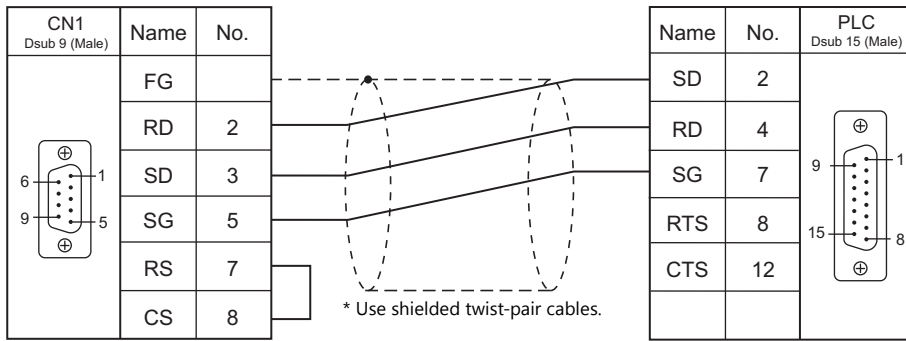 CN1
Dsub 9 (Male)
Name No.
FG
RD 2
SD 3
SG 5
RS 7
CS 8
6
1
9
5
* Use shielded twist-pair cables.
Name No.
PLC
Dsub 15 (Male)
SD 2
RD 4
SG 7
RTS 8
CTS 12
9
1
15
8